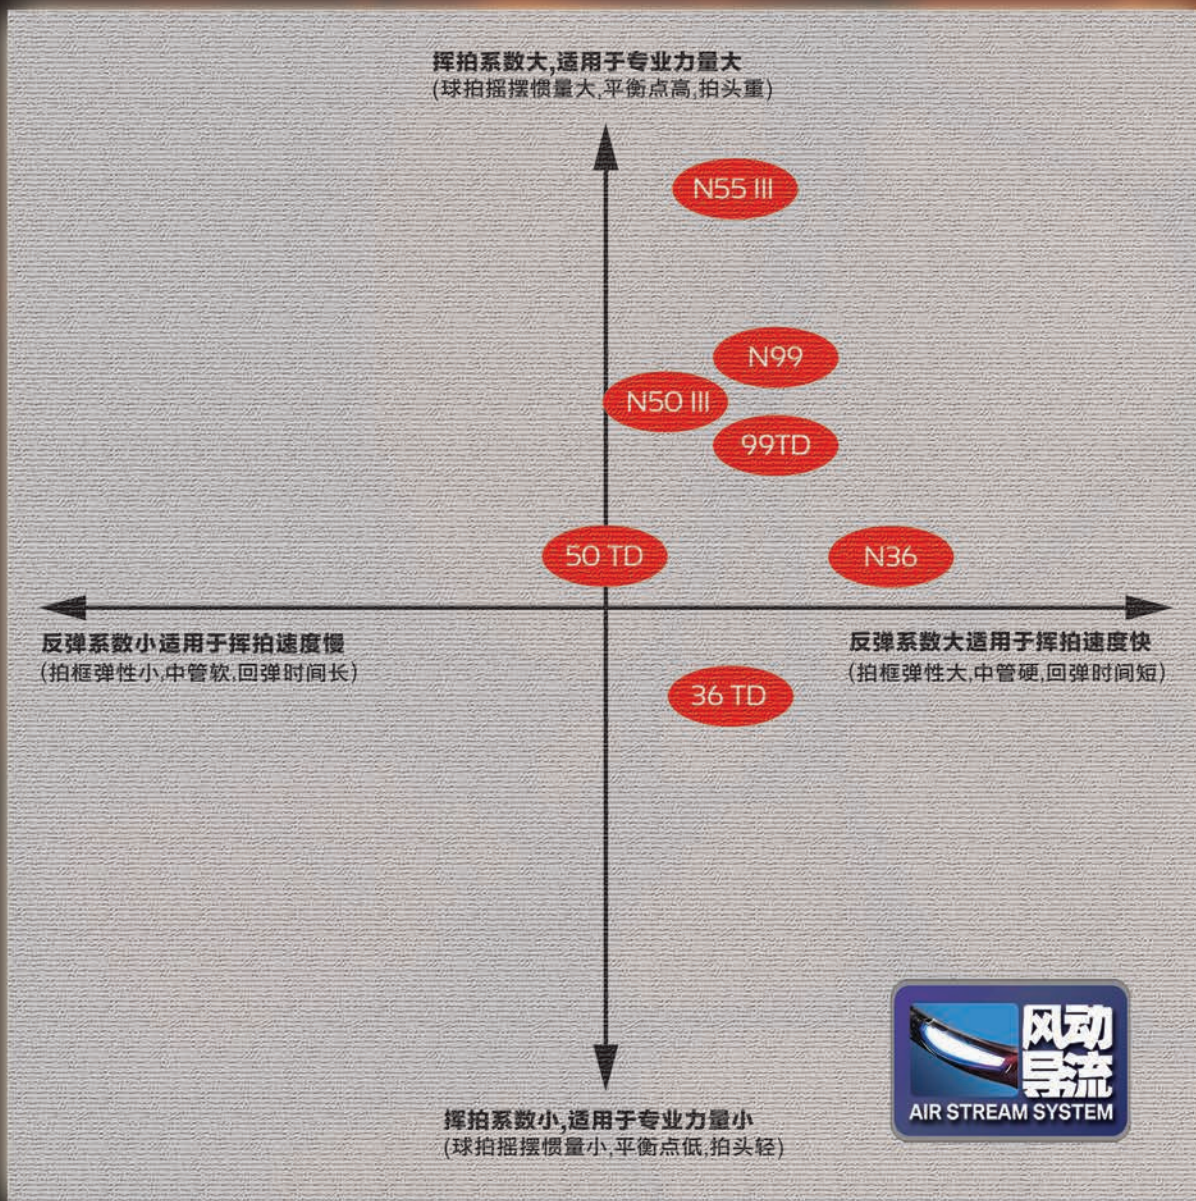 挥拍系数大,适用于专业力量大
(球拍摇摆惯量大,平衡点高,拍头重)
N55 III
N99
N50 III
99TD
50 TD
N36
反弹系数小适用于挥拍速度慢
(拍框弹性小,中管软,回弹时间长)
反弹系数大适用于挥拍速度快
(拍框弹性大,中管硬,回弹时间短)
36 TD
风动
导流
AIR STREAM SYSTEM
挥拍系数小,适用于专业力量小
(球拍摇摆惯量小,平衡点低,拍头轻)